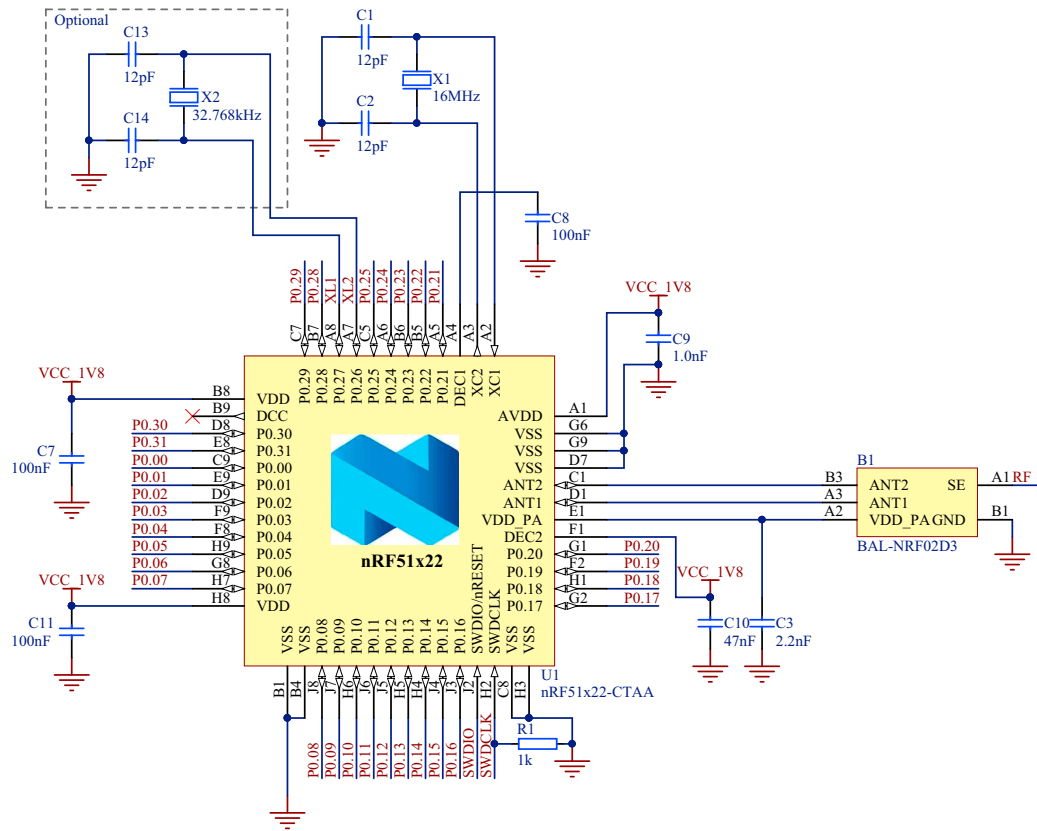 Optional
C13
12pF
X2
32.768kHz
C14
12pF
C1
12pF
X1
16MHz
C2
12pF
C8
100nF
P0.29
P0.28
XL1
XL2
P0.25
P0.24
P0.23
P0.22
P0.21
C7
B7
A8
A7
C5
A6
B6
B5
A5
A4
A3
A2
P0.29
P0.28
P0.27
P0.26
P0.25
P0.24
P0.23
P0.22
P0.21
DEC1
XC2
XC1
VCC_1V8
C7
100nF
VCC_1V8
C11
100nF
B8 VDD
B9 DCC
P0.30 D8 P0.30
P0.31 E8 P0.31
P0.00 C9 P0.00
P0.01 E9 P0.01
P0.02 D9 P0.02
P0.03 F9 P0.03
P0.04 F8 P0.04
P0.05 H9 P0.05
P0.06 G8 P0.06
P0.07 H7 P0.07
H8 VDD
nRF51x22
VCC_1V8
C9
1.0nF
AVDD A1
VSS G6
VSS G9
VSS D7
ANT2 C1
ANT1 D1
VDD_PA E1
DEC2 F1
P0.20 G1 P0.20
P0.19 F2 P0.19
P0.18 H1 P0.18
P0.17 G2 P0.17
B1
B3 ANT2 SE A1 RF
A3 ANT1
A2 VDD_PA GND B1
BAL-NRF02D3
VCC_1V8
C10
47nF
C3
2.2nF
VSS
VSS
P0.08
P0.09
P0.10
P0.11
P0.12
P0.13
P0.14
P0.15
P0.16
SWDIO/nRESET
SWDCLK
VSS
VSS
U1
nRF51x22-CTAA
B1
B4
J8
J7
H6
J6
J5
H5
H4
J4
J3
J2
H2
C8
H3
P0.08
P0.09
P0.10
P0.11
P0.12
P0.13
P0.14
P0.15
P0.16
SWDIO
SWDCLK
R1
1k